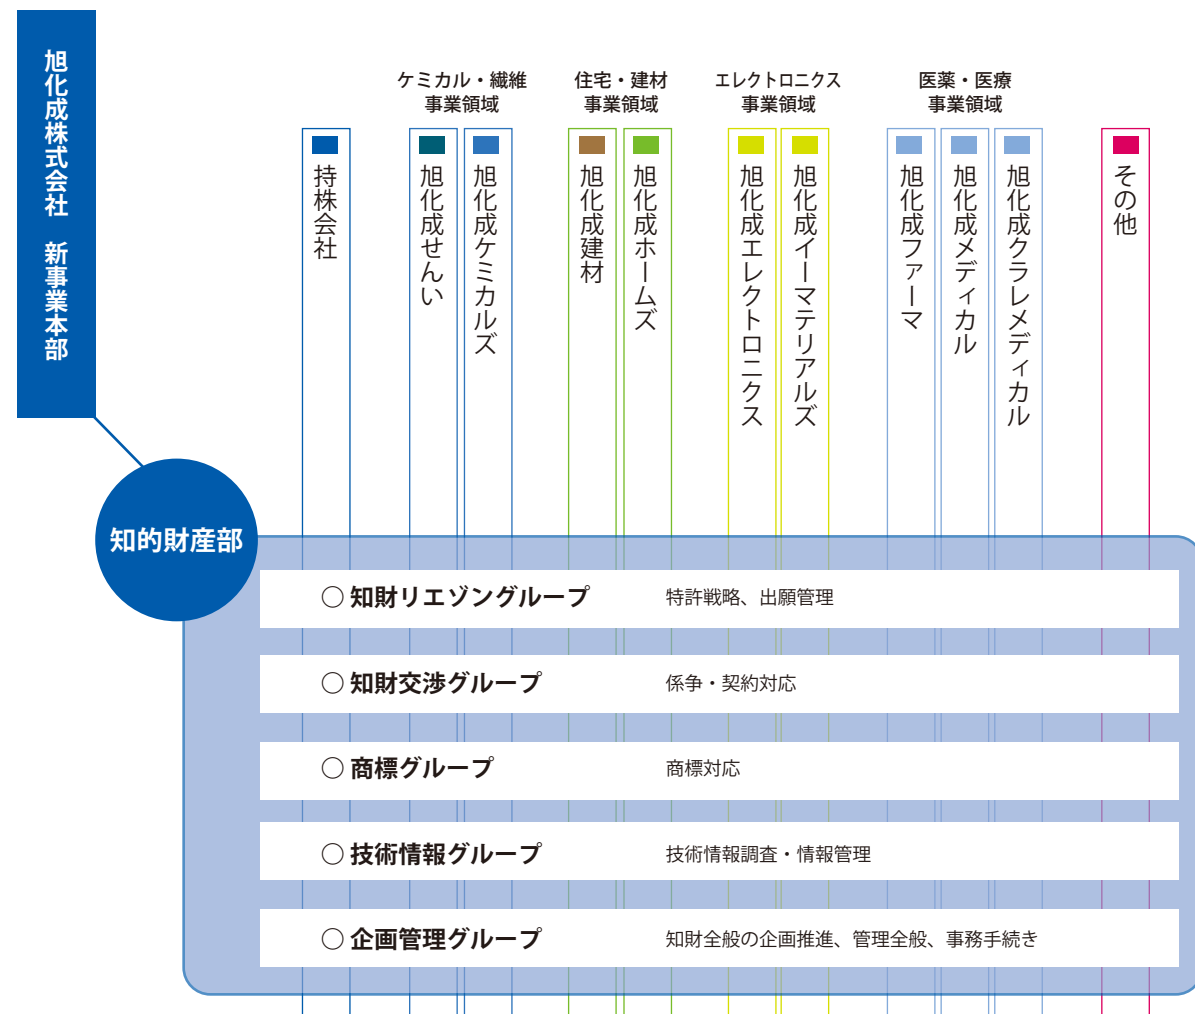 旭化成株式会社　新事業本部
ケミカル・繊維
事業領域
住宅・建材
事業領域
エレクトロニクス
事業領域
医薬・医療
事業領域
持株会社
旭化成せんい
旭化成ケミカルズ
旭化成建材
旭化成ホームズ
旭化成エレクトロニクス
旭化成イーマテリアルズ
旭化成ファーマ
旭化成メディカル
旭化成クラレメディカル
その他
知的財産部
○ 知財リエゾングループ　特許戦略、出願管理
○ 知財交渉グループ　係争・契約対応
○ 商標グループ　商標対応
○ 技術情報グループ　技術情報調査・情報管理
○ 企画管理グループ　知財全般の企画推進、管理全般、事務手続き